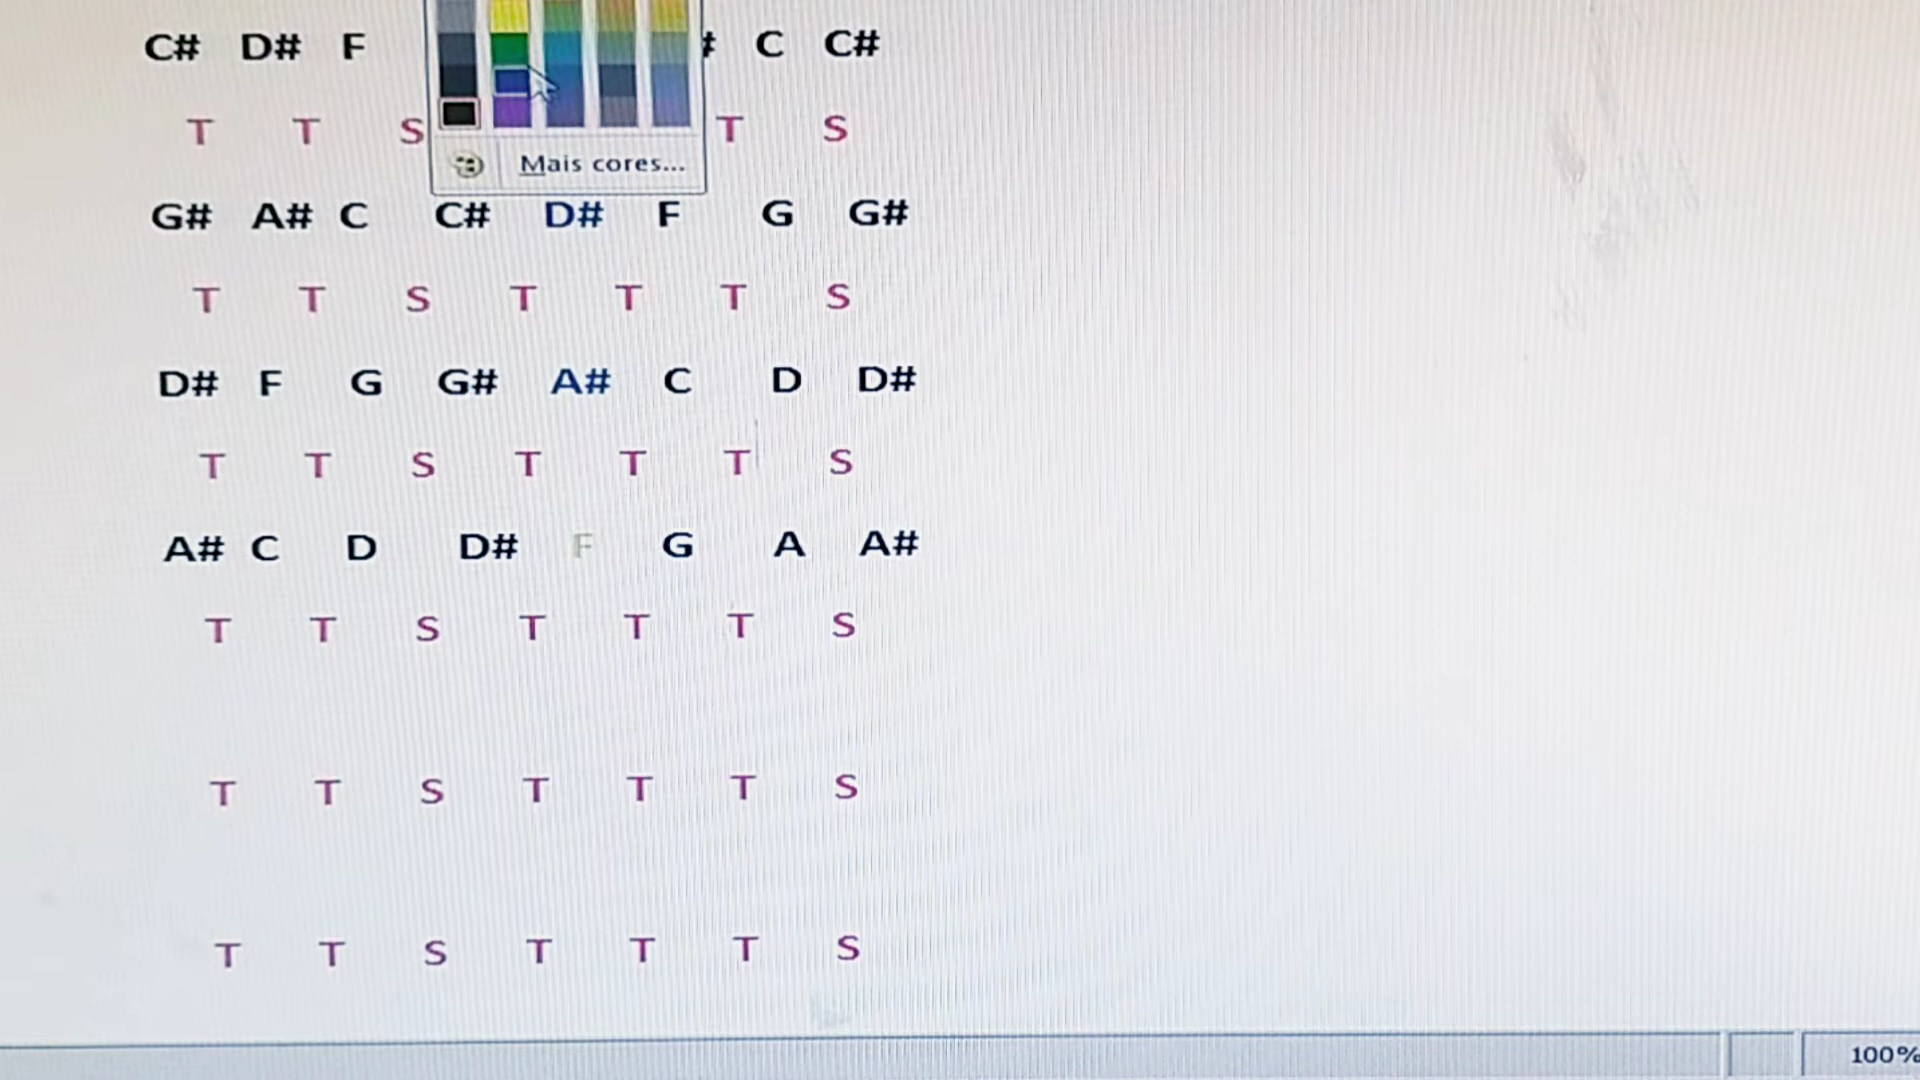 C# D# F # C C#
T T S T S
Mais cores...
G# A# C C# D# F G G#
T T S T T T S
D# F G G# A# C D D#
T T S T T T S
A# C D D# F G A A#
T T S T T T S
T T S T T T S
T T S T T T S
100%